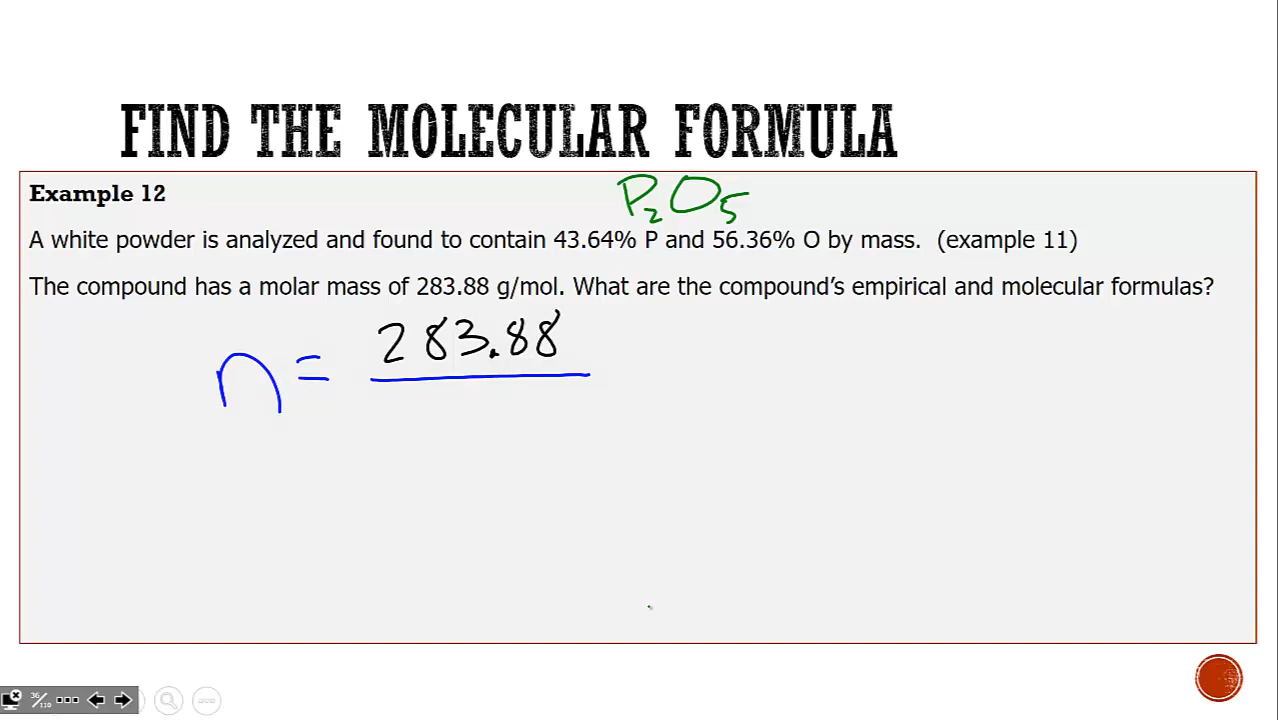 FIND THE MOLECULAR FORMULA
Example 12
P₂O₅
A white powder is analyzed and found to contain 43.64% P and 56.36% O by mass. (example 11)
The compound has a molar mass of 283.88 g/mol. What are the compound's empirical and molecular formulas?
n = 283.88
36/110